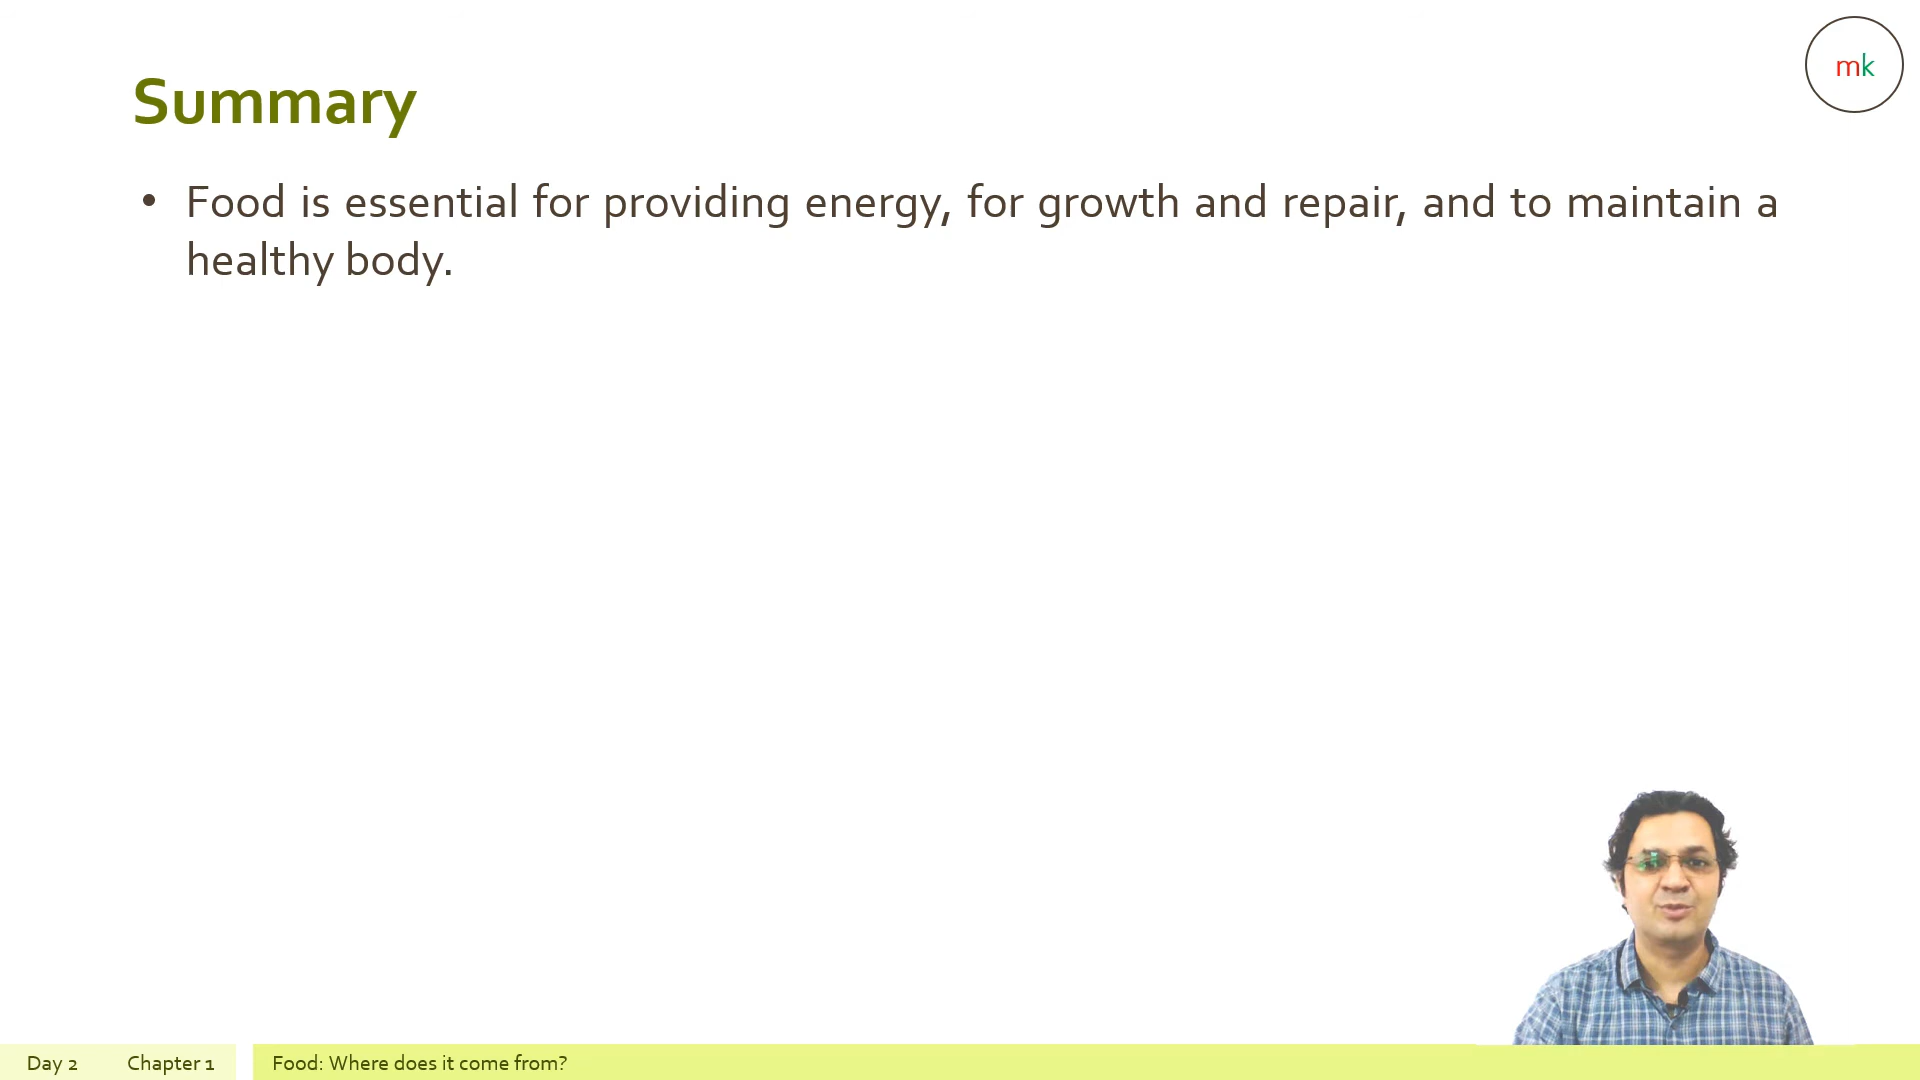 mk
Summary
• Food is essential for providing energy, for growth and repair, and to maintain a
healthy body.
Day 2 Chapter 1 Food: Where does it come from?